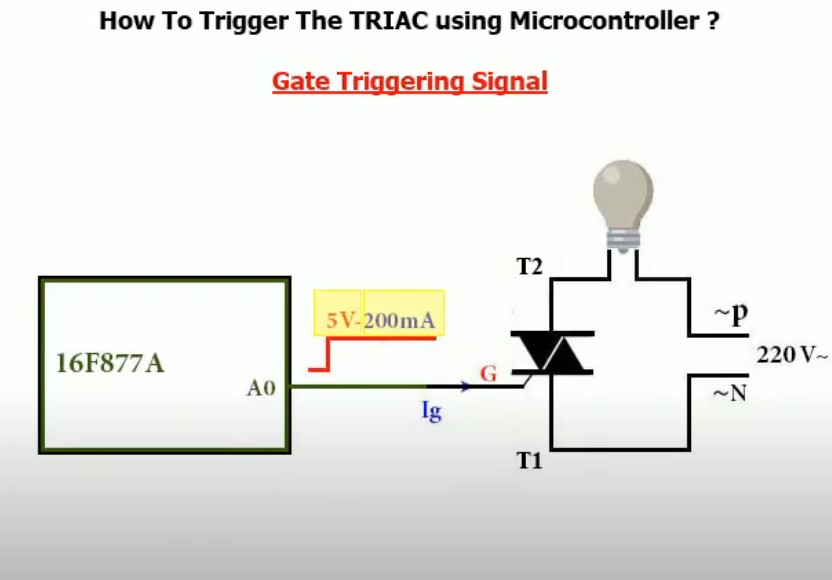 How To Trigger The TRIAC using Microcontroller ?
Gate Triggering Signal
T2
5V-200mA
~p
16F877A
220 V~
A0
G
~N
Ig
T1